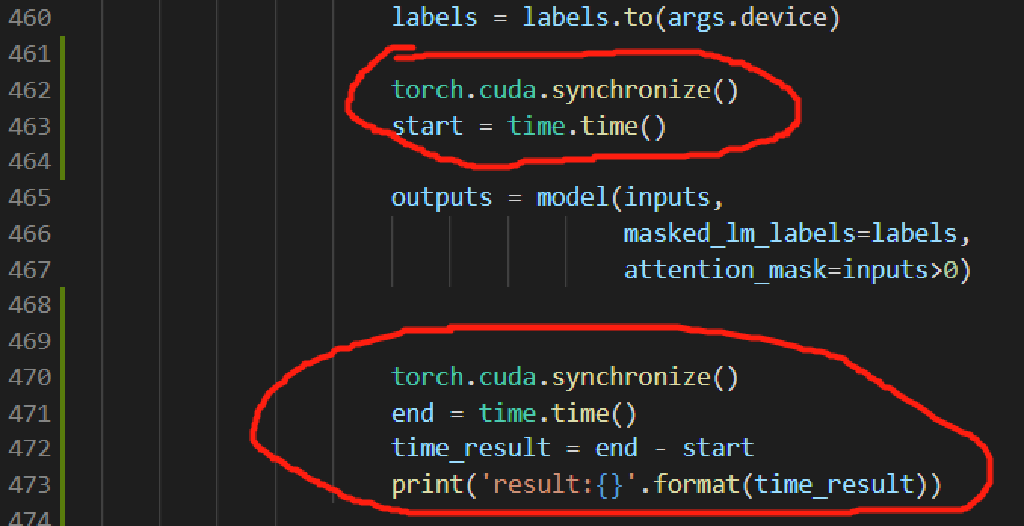 460 labels = labels.to(args.device)
461
462 torch.cuda.synchronize()
463 start = time.time()
464
465 outputs = model(inputs,
466 masked_lm_labels=labels,
467 attention_mask=inputs>0)
468
469
470 torch.cuda.synchronize()
471 end = time.time()
472 time_result = end - start
473 print('result:{}'.format(time_result))
474